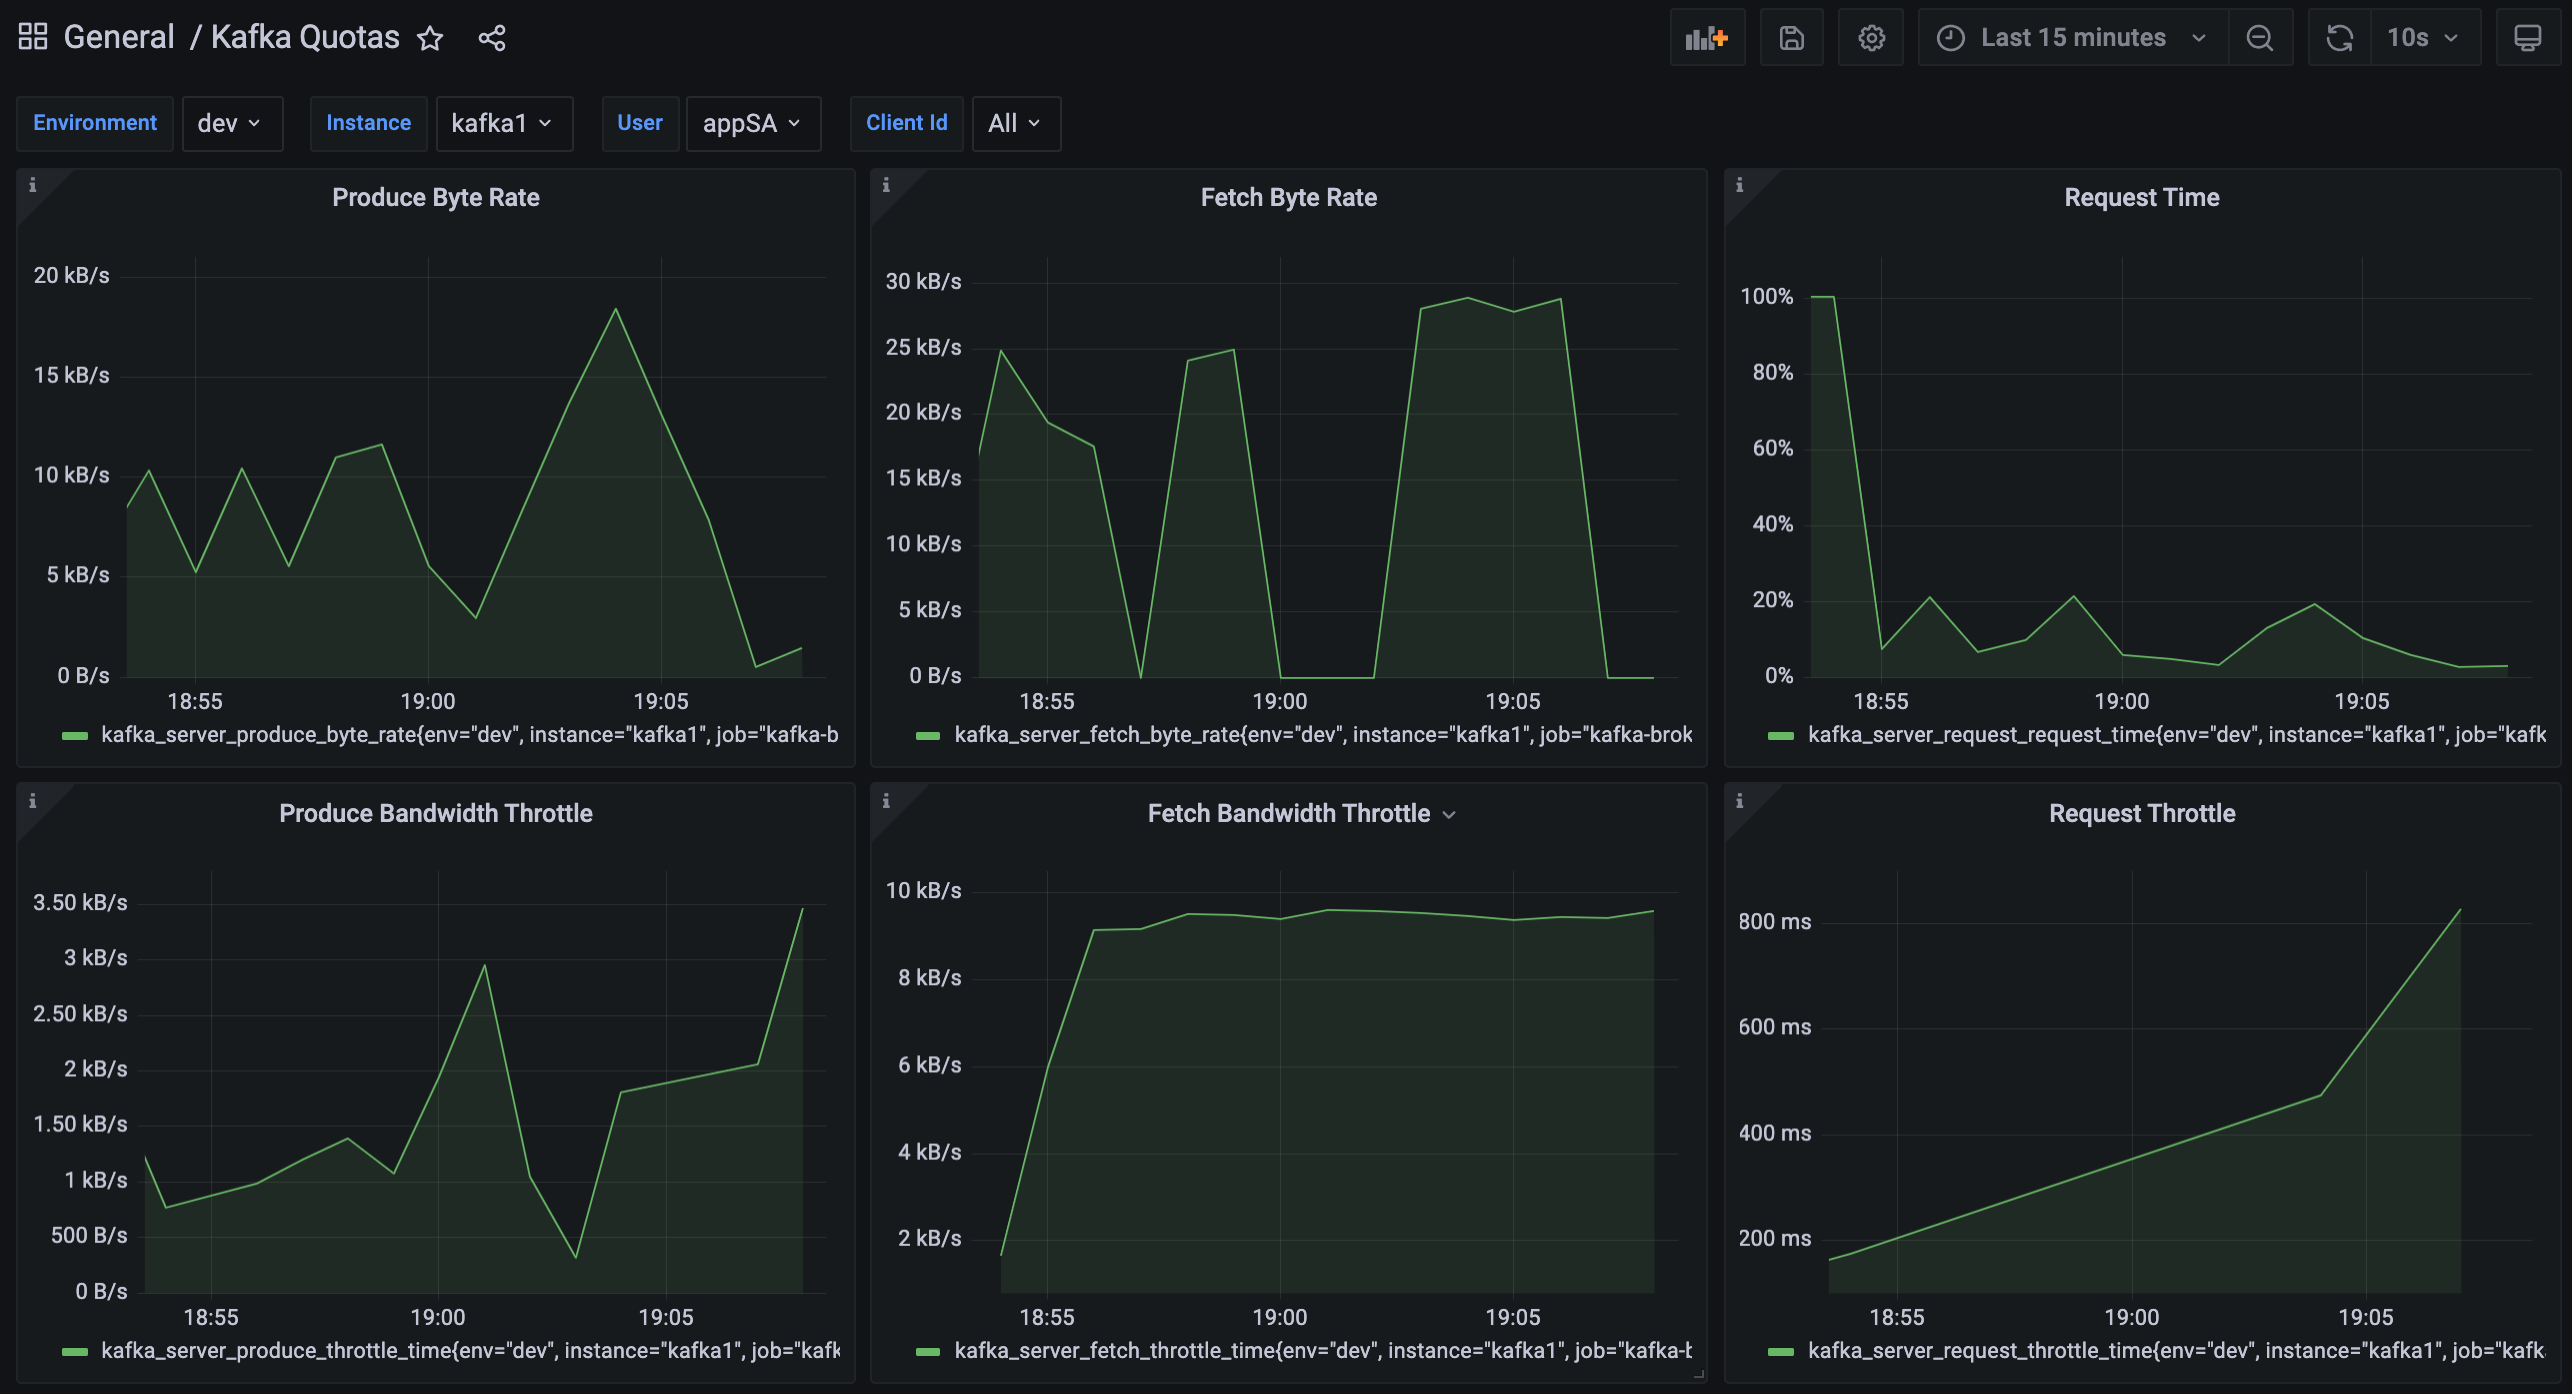 General / Kafka Quotas
Last 15 minutes
10s
Environment dev Instance kafka1 User appSA Client Id All
Produce Byte Rate
20 kB/s
15 kB/s
10 kB/s
5 kB/s
0 B/s
18:55 19:00 19:05
kafka_server_produce_byte_rate{env="dev", instance="kafka1", job="kafka-b
Fetch Byte Rate
30 kB/s
25 kB/s
20 kB/s
15 kB/s
10 kB/s
5 kB/s
0 B/s
18:55 19:00 19:05
kafka_server_fetch_byte_rate{env="dev", instance="kafka1", job="kafka-brok
Request Time
100%
80%
60%
40%
20%
0%
18:55 19:00 19:05
kafka_server_request_request_time{env="dev", instance="kafka1", job="kafk
Produce Bandwidth Throttle
3.50 kB/s
3 kB/s
2.50 kB/s
2 kB/s
1.50 kB/s
1 kB/s
500 B/s
0 B/s
18:55 19:00 19:05
kafka_server_produce_throttle_time{env="dev", instance="kafka1", job="kafk
Fetch Bandwidth Throttle
10 kB/s
8 kB/s
6 kB/s
4 kB/s
2 kB/s
18:55 19:00 19:05
kafka_server_fetch_throttle_time{env="dev", instance="kafka1", job="kafka-b
Request Throttle
800 ms
600 ms
400 ms
200 ms
18:55 19:00 19:05
kafka_server_request_throttle_time{env="dev", instance="kafka1", job="kafk